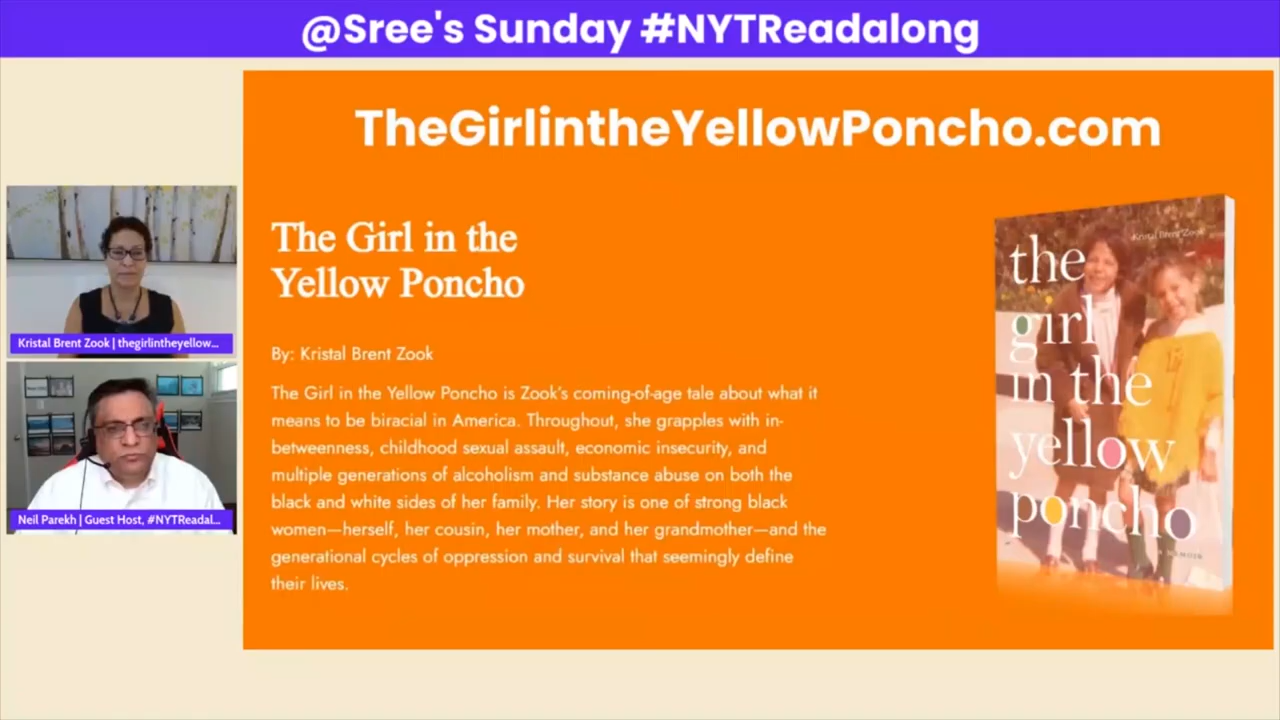 @Sree's Sunday #NYTReadalong
TheGirlintheYellowPoncho.com
The Girl in the
Yellow Poncho
By: Kristal Brent Zook
The Girl in the Yellow Poncho is Zook's coming-of-age tale about what it
means to be biracial in America. Throughout, she grapples with in-
betweenness, childhood sexual assault, economic insecurity, and
multiple generations of alcoholism and substance abuse on both the
black and white sides of her family. Her story is one of strong black
women—herself, her cousin, her mother, and her grandmother—and the
generational cycles of oppression and survival that seemingly define
their lives.
Kristal Brent Zook
the
girl
in the
yellow
poncho
A MEMOIR
Kristal Brent Zook | thegirlintheyellow...
Neil Parekh | Guest Host, #NYTReadal...